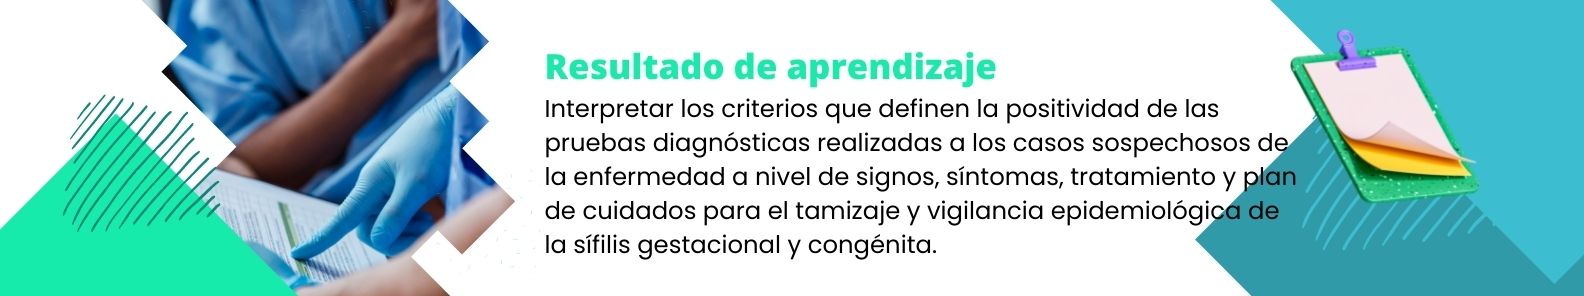 Resultado de aprendizaje
Interpretar los criterios que definen la positividad de las
pruebas diagnósticas realizadas a los casos sospechosos de
la enfermedad a nivel de signos, síntomas, tratamiento y plan
de cuidados para el tamizaje y vigilancia epidemiológica de
la sífilis gestacional y congénita.